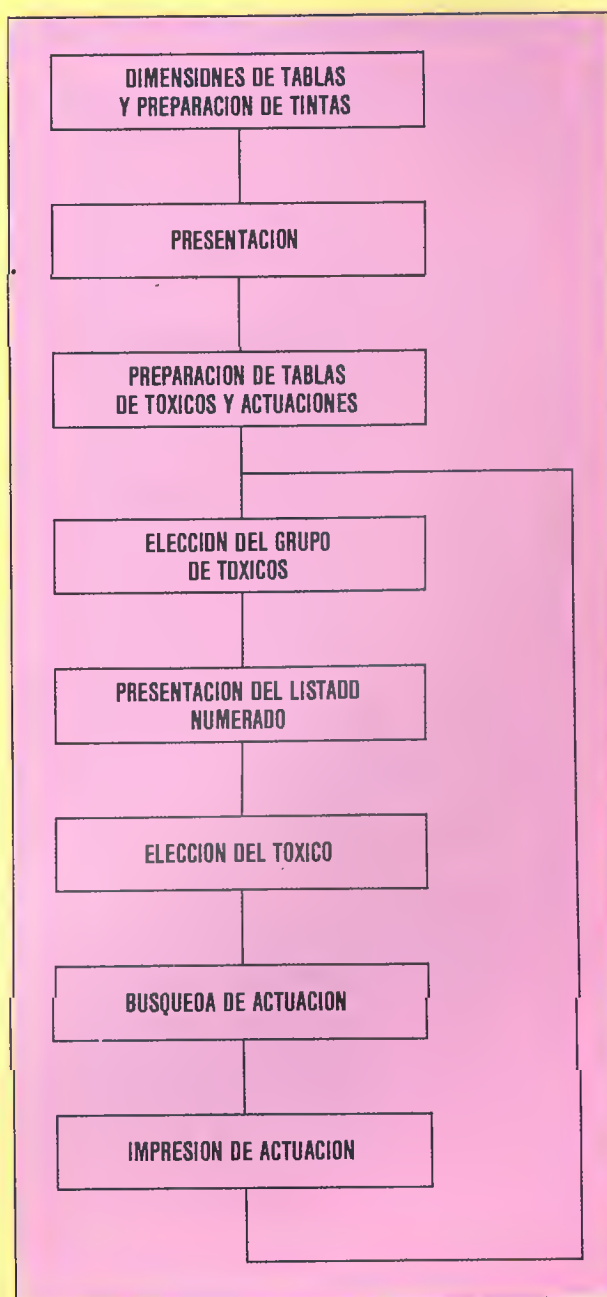 DIMENSIONES DE TABLAS
Y PREPARACION DE TINTAS
PRESENTACION
PREPARACION DE TABLAS
DE TOXICOS Y ACTUACIONES
ELECCION DEL GRUPO
DE TOXICOS
PRESENTACION DEL LISTADO
NUMERADO
ELECCION DEL TOXICO
BUSQUEDA DE ACTUACION
IMPRESION DE ACTUACION